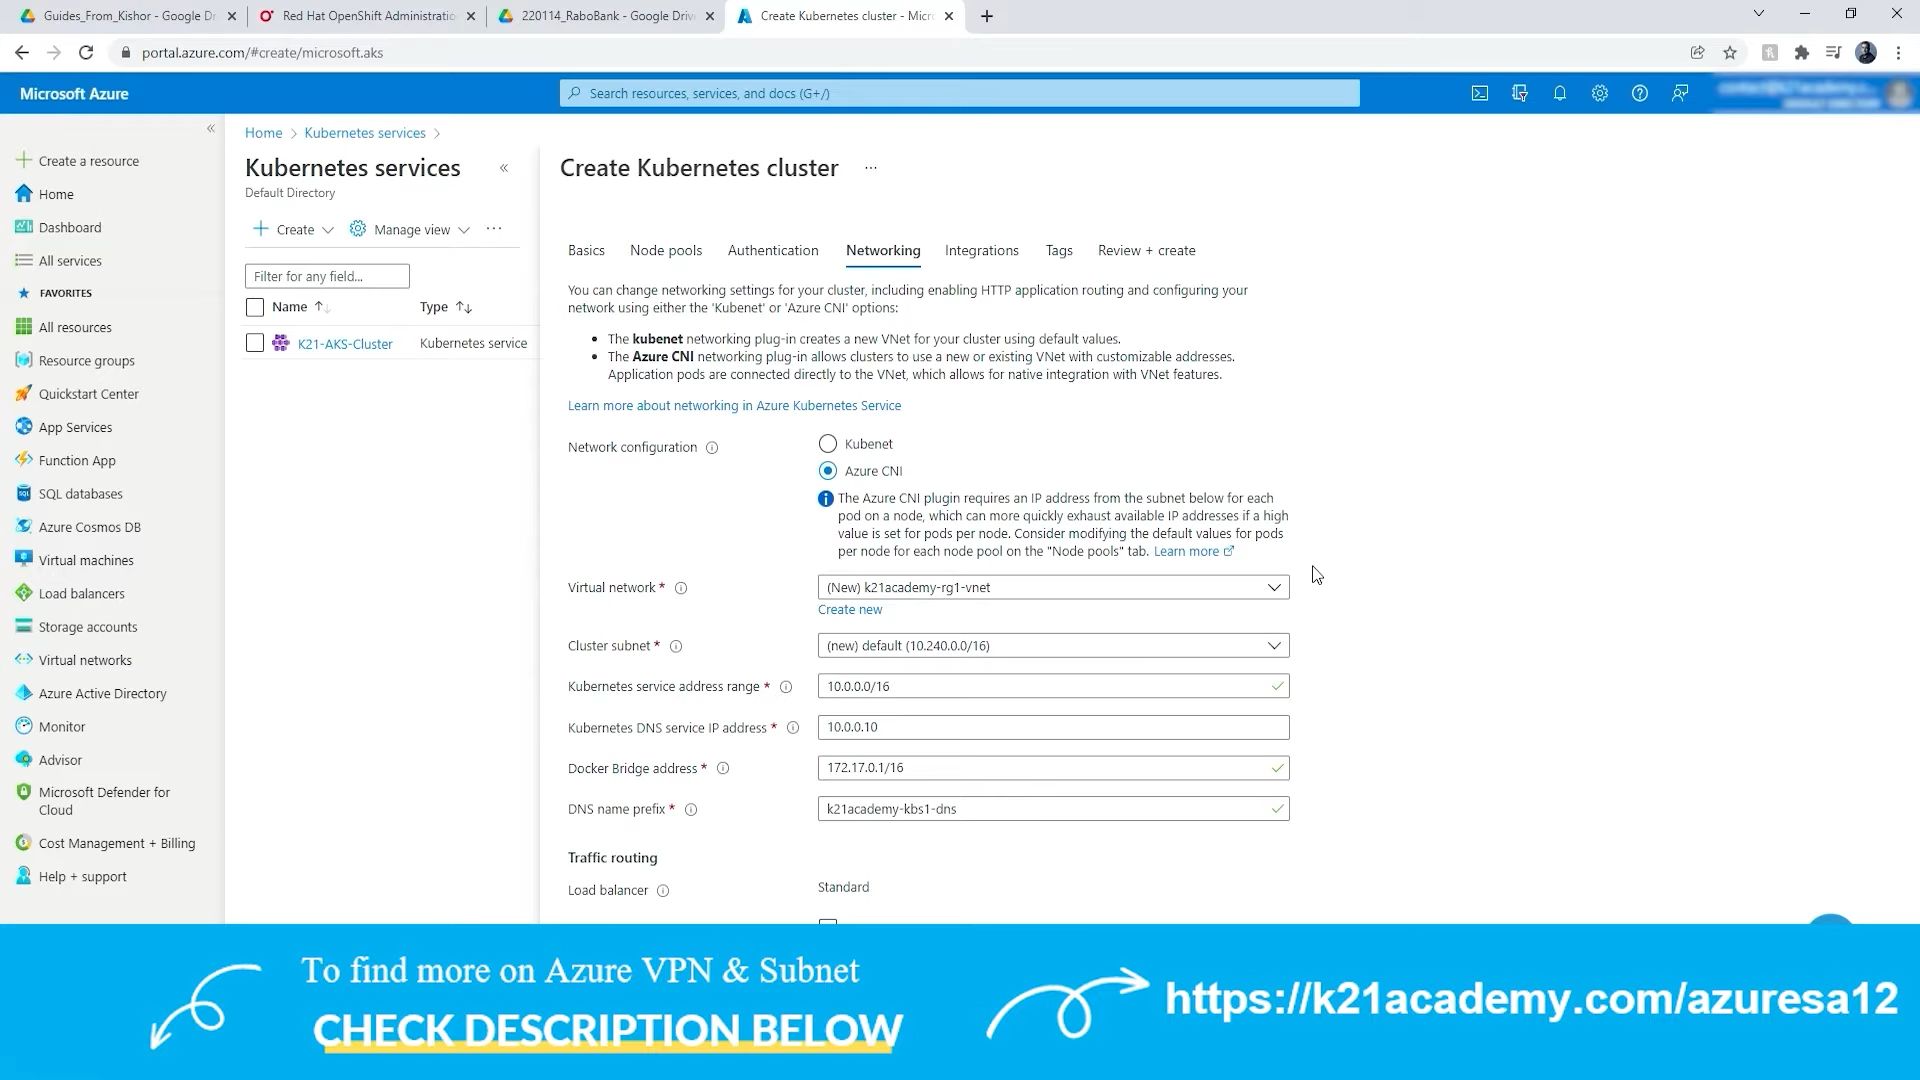 Guides_From_Kishor - Google Dr
Red Hat OpenShift Administratio
220114_RaboBank - Google Driv
Create Kubernetes cluster - Micr
portal.azure.com/#create/microsoft.aks
Microsoft Azure
Search resources, services, and docs (G+/)
Create a resource
Home
Dashboard
All services
FAVORITES
All resources
Resource groups
Quickstart Center
App Services
Function App
SQL databases
Azure Cosmos DB
Virtual machines
Load balancers
Storage accounts
Virtual networks
Azure Active Directory
Monitor
Advisor
Microsoft Defender for
Cloud
Cost Management + Billing
Help + support
Home > Kubernetes services >
Kubernetes services
Default Directory
Create
Manage view
Filter for any field...
Name
Type
K21-AKS-Cluster
Kubernetes service
Create Kubernetes cluster
Basics
Node pools
Authentication
Networking
Integrations
Tags
Review + create
You can change networking settings for your cluster, including enabling HTTP application routing and configuring your
network using either the 'Kubenet' or 'Azure CNI' options:
• The kubenet networking plug-in creates a new VNet for your cluster using default values.
• The Azure CNI networking plug-in allows clusters to use a new or existing VNet with customizable addresses.
Application pods are connected directly to the VNet, which allows for native integration with VNet features.
Learn more about networking in Azure Kubernetes Service
Network configuration
Kubenet
Azure CNI
The Azure CNI plugin requires an IP address from the subnet below for each
pod on a node, which can more quickly exhaust available IP addresses if a high
value is set for pods per node. Consider modifying the default values for pods
per node for each node pool on the "Node pools" tab. Learn more
Virtual network *
(New) k21academy-rg1-vnet
Create new
Cluster subnet *
(new) default (10.240.0.0/16)
Kubernetes service address range *
10.0.0.0/16
Kubernetes DNS service IP address *
10.0.0.10
Docker Bridge address *
172.17.0.1/16
DNS name prefix *
k21academy-kbs1-dns
Traffic routing
Load balancer
Standard
To find more on Azure VPN & Subnet
CHECK DESCRIPTION BELOW
https://k21academy.com/azuresa12